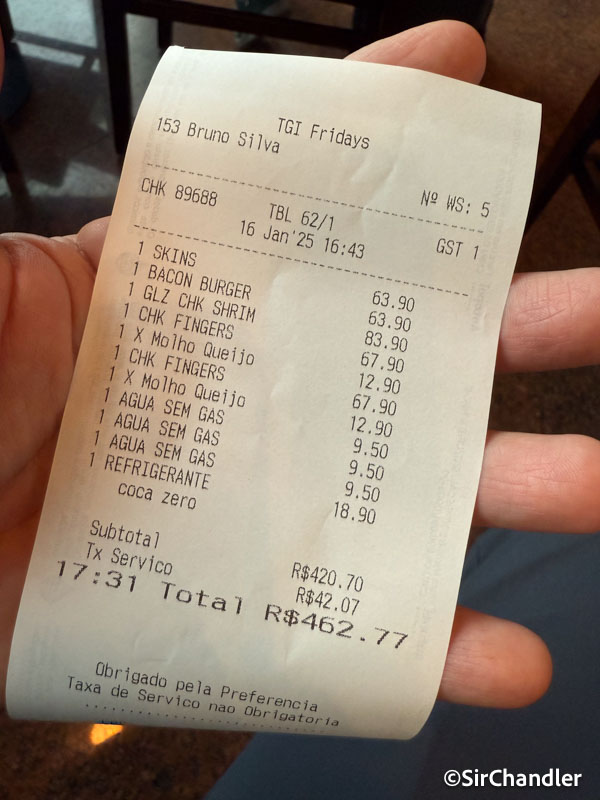 TGI Fridays
153 Bruno Silva
Nº WS: 5
CHK 89688 TBL 62/1 GST 1
16 Jan'25 16:43
1 SKINS 63.90
1 BACON BURGER 63.90
1 GLZ CHK SHRIM 83.90
1 CHK FINGERS 67.90
1 X Molho Queijo 12.90
1 CHK FINGERS 67.90
1 X Molho Queijo 12.90
1 AGUA SEM GAS 9.50
1 AGUA SEM GAS 9.50
1 AGUA SEM GAS 9.50
1 REFRIGERANTE 18.90
coca zero
Subtotal R$420.70
Tx Servico R$42.07
17:31 Total R$462.77
Obrigado pela Preferencia
Taxa de Servico nao Obrigatoria
©SirChandler